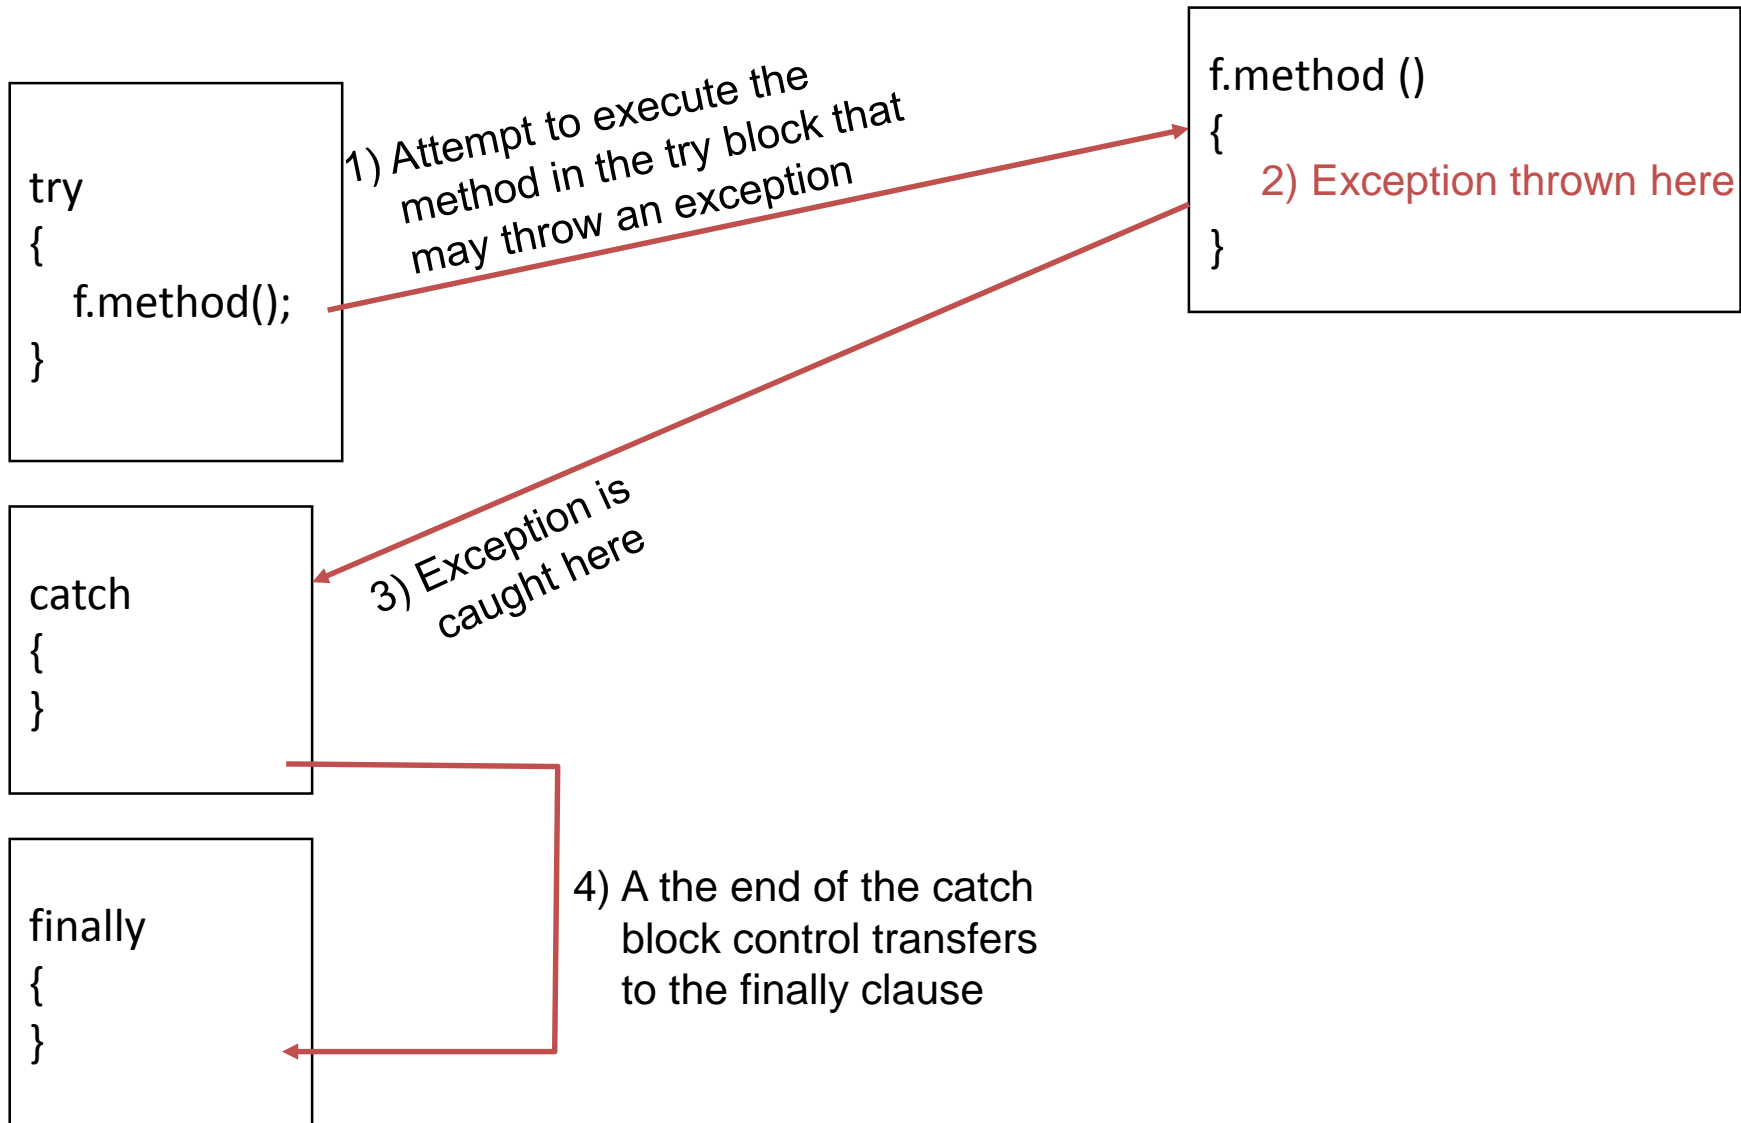 try
{
f.method();
}
1) Attempt to execute the
method in the try block that
may throw an exception
f.method ()
{
2) Exception thrown here
}
3) Exception is
caught here
catch
{
}
4) A the end of the catch
block control transfers
to the finally clause
finally
{
}